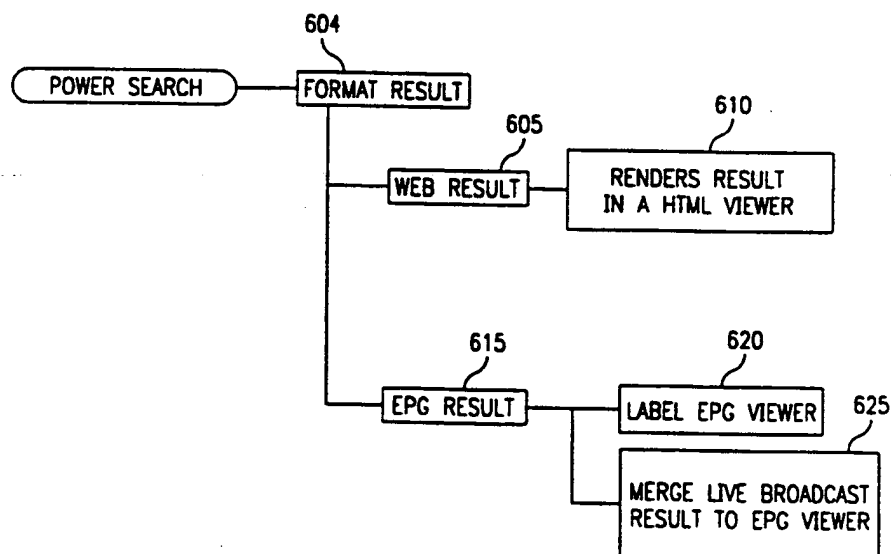 604
POWER SEARCH
FORMAT RESULT
605
610
WEB RESULT
RENDERS RESULT
IN A HTML VIEWER
615
620
EPG RESULT
LABEL EPG VIEWER
625
MERGE LIVE BROADCAST
RESULT TO EPG VIEWER